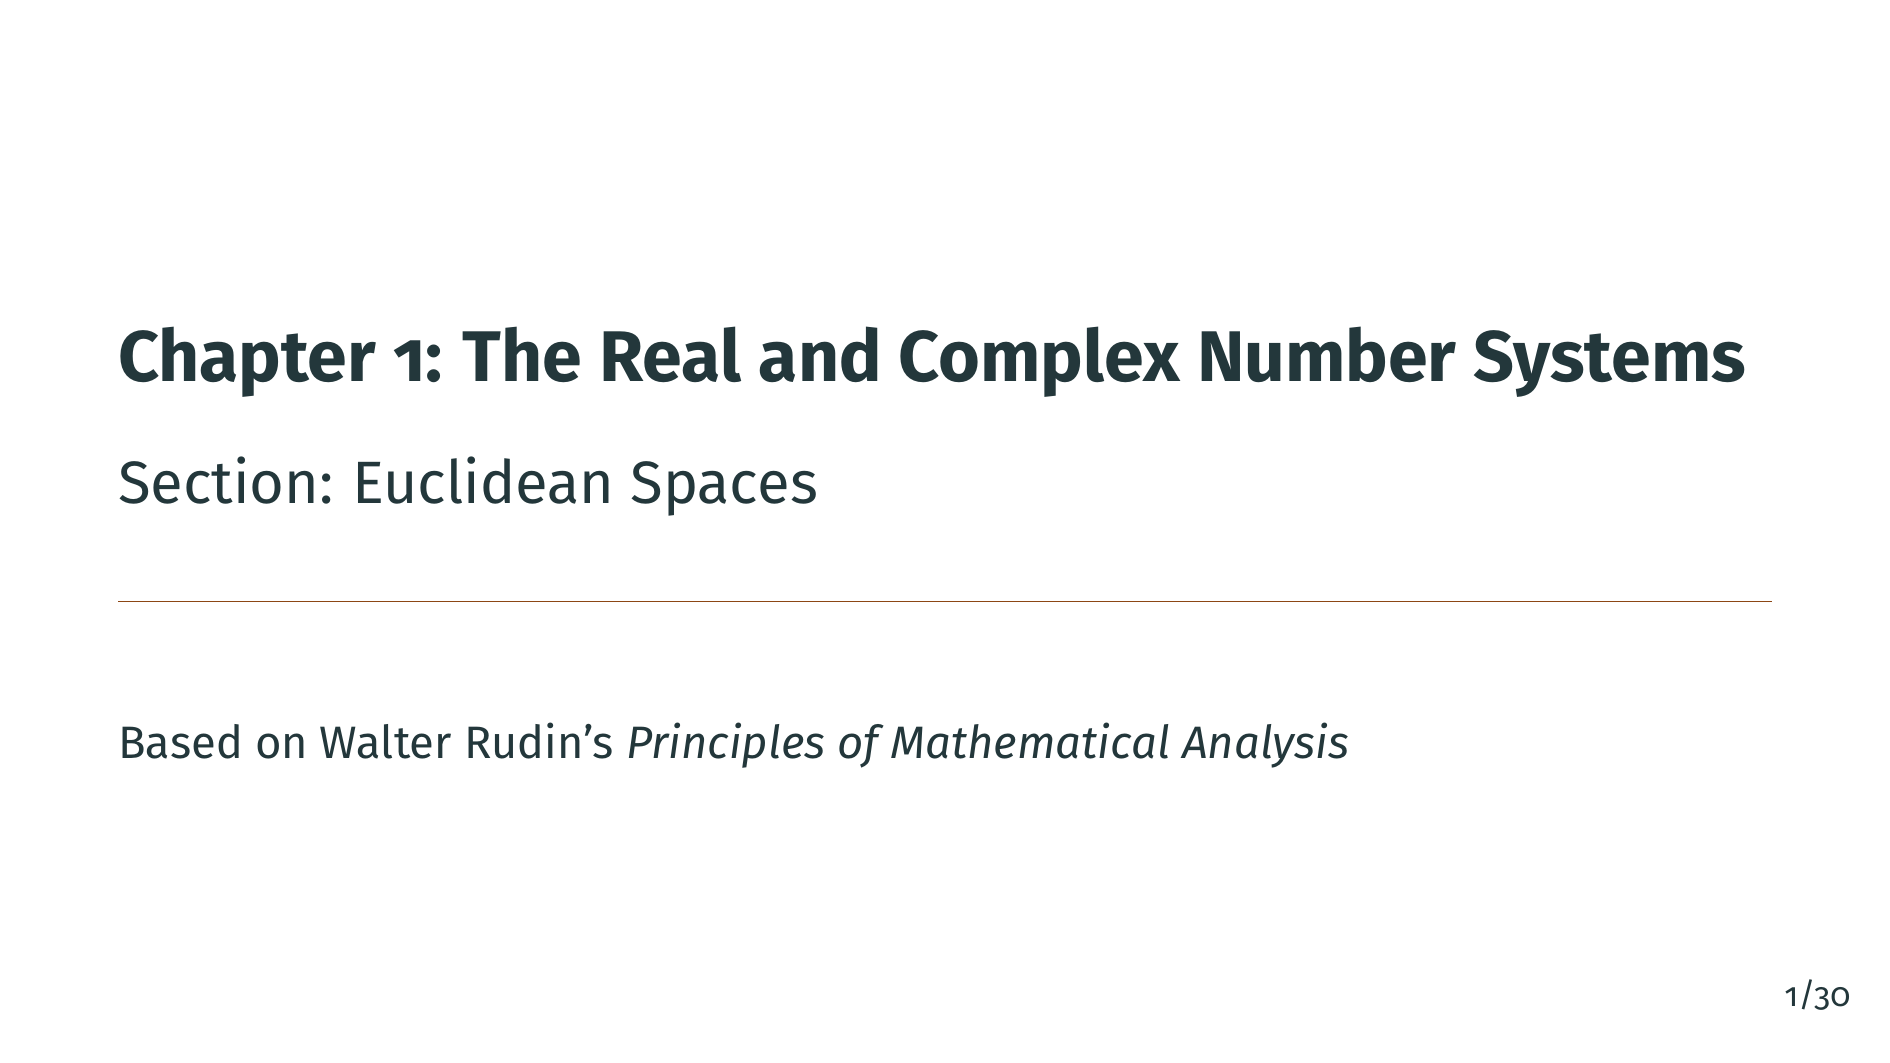 Chapter 1: The Real and Complex Number Systems
Section: Euclidean Spaces
Based on Walter Rudin’s Principles of Mathematical Analysis
1/30